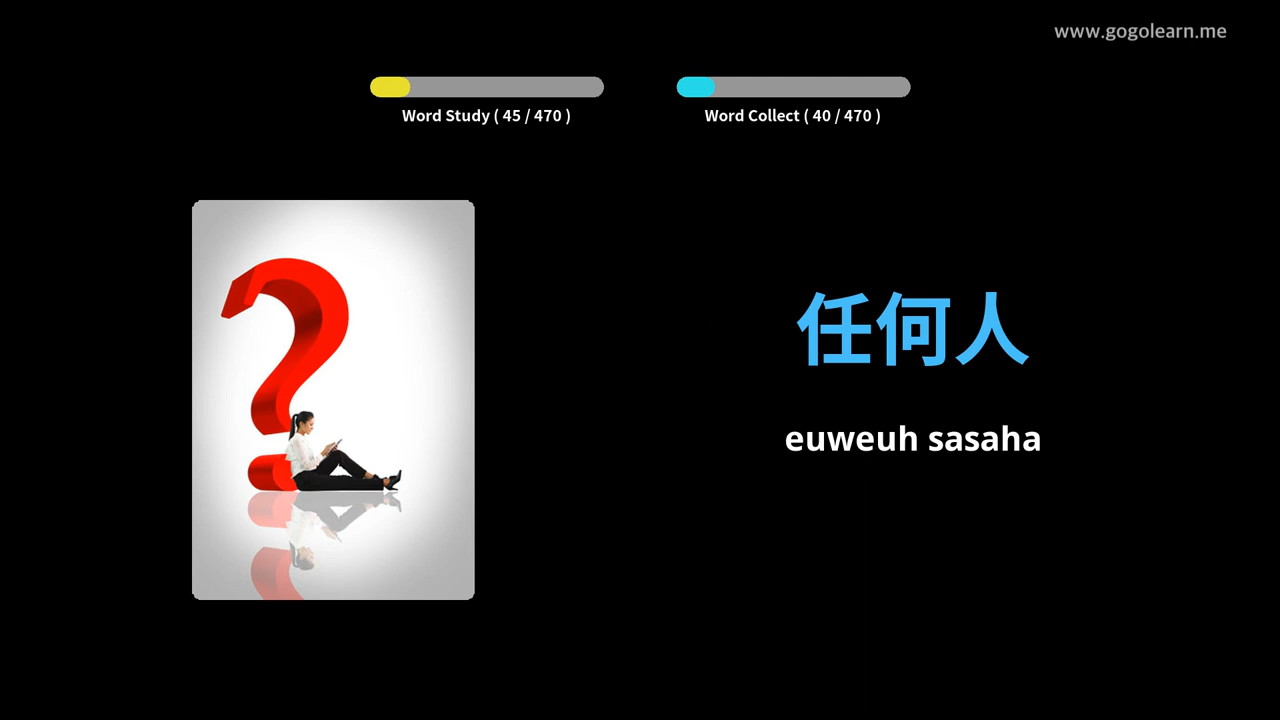 www.gogolearn.me
Word Study ( 45 / 470 )
Word Collect ( 40 / 470 )
任何人
euweuh sasaha